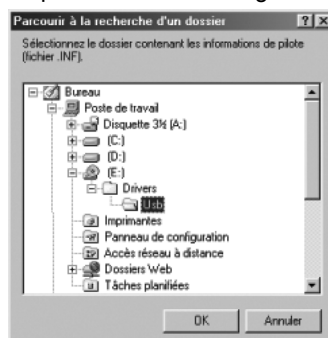 Parcourir à la recherche d'un dossier
Sélectionnez le dossier contenant les informations de pilote
(fichier .INF).
Bureau
Poste de travail
Disquette 3½ (A:)
(C:)
(D:)
(E:)
Drivers
Usb
Imprimantes
Panneau de configuration
Accès réseau à distance
Dossiers Web
Tâches planifiées
OK Annuler